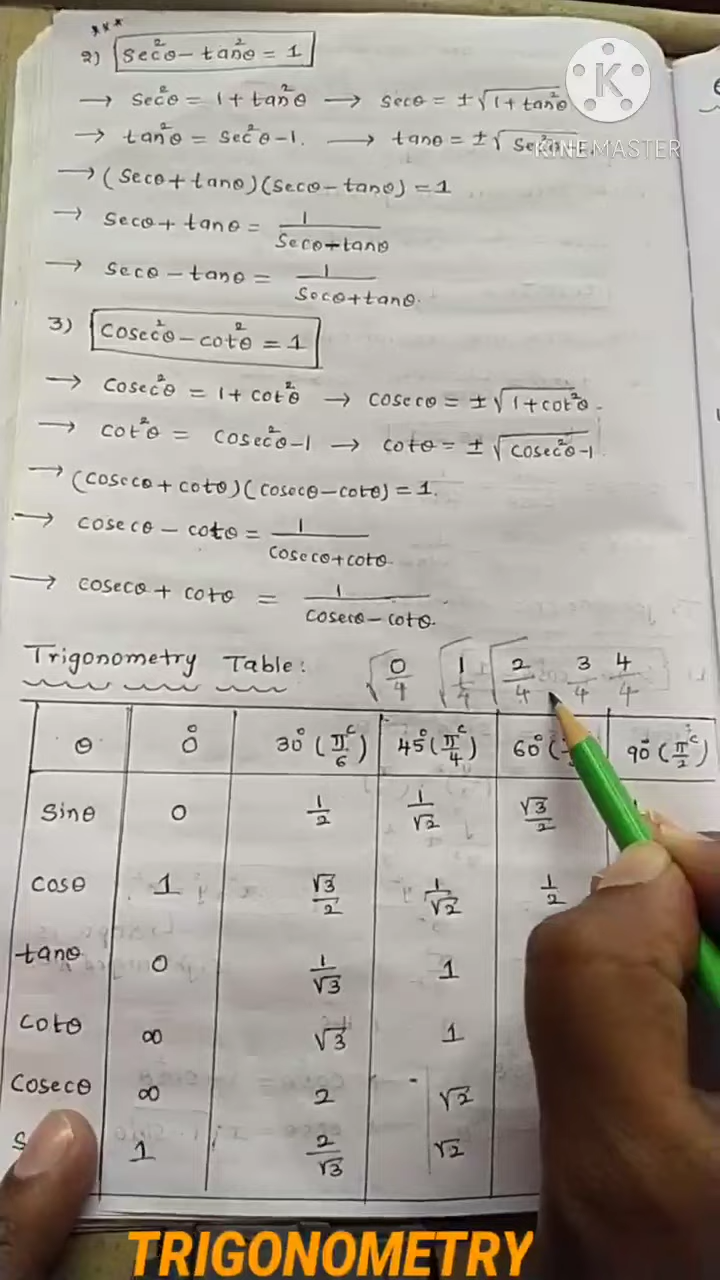 ***
2) sec²θ - tan²θ = 1
→ sec²θ = 1 + tan²θ → secθ = ±√1 + tan²θ
→ tan²θ = sec²θ - 1. → tanθ = ±√sec²θ - 1.
→ (secθ + tanθ)(secθ - tanθ) = 1
→ secθ + tanθ = 1/secθ + tanθ
→ secθ - tanθ = 1/secθ + tanθ.
3) cosec²θ - cot²θ = 1
→ cosec²θ = 1 + cot²θ → cosecθ = ±√1 + cot²θ.
→ cot²θ = cosec²θ - 1 → cotθ = ±√cosec²θ - 1.
→ (cosecθ + cotθ)(cosecθ - cotθ) = 1.
→ cosecθ - cotθ = 1/cosecθ + cotθ.
→ cosecθ + cotθ = 1/cosecθ - cotθ.
Trigonometry Table: √0/4 √1/4 √2/4 3/4 4/4
θ 0° 30° (π/6)ᶜ 45° (π/4)ᶜ 60° ( 90° (π/2)ᶜ
sinθ 0 1/2 1/√2 √3/2
cosθ 1 √3/2 1/√2 1/2
tanθ 0 1/√3 1
cotθ ∞ √3 1
cosecθ ∞ 2 √2
1 2/√3 √2
K
KINEMASTER
TRIGONOMETRY